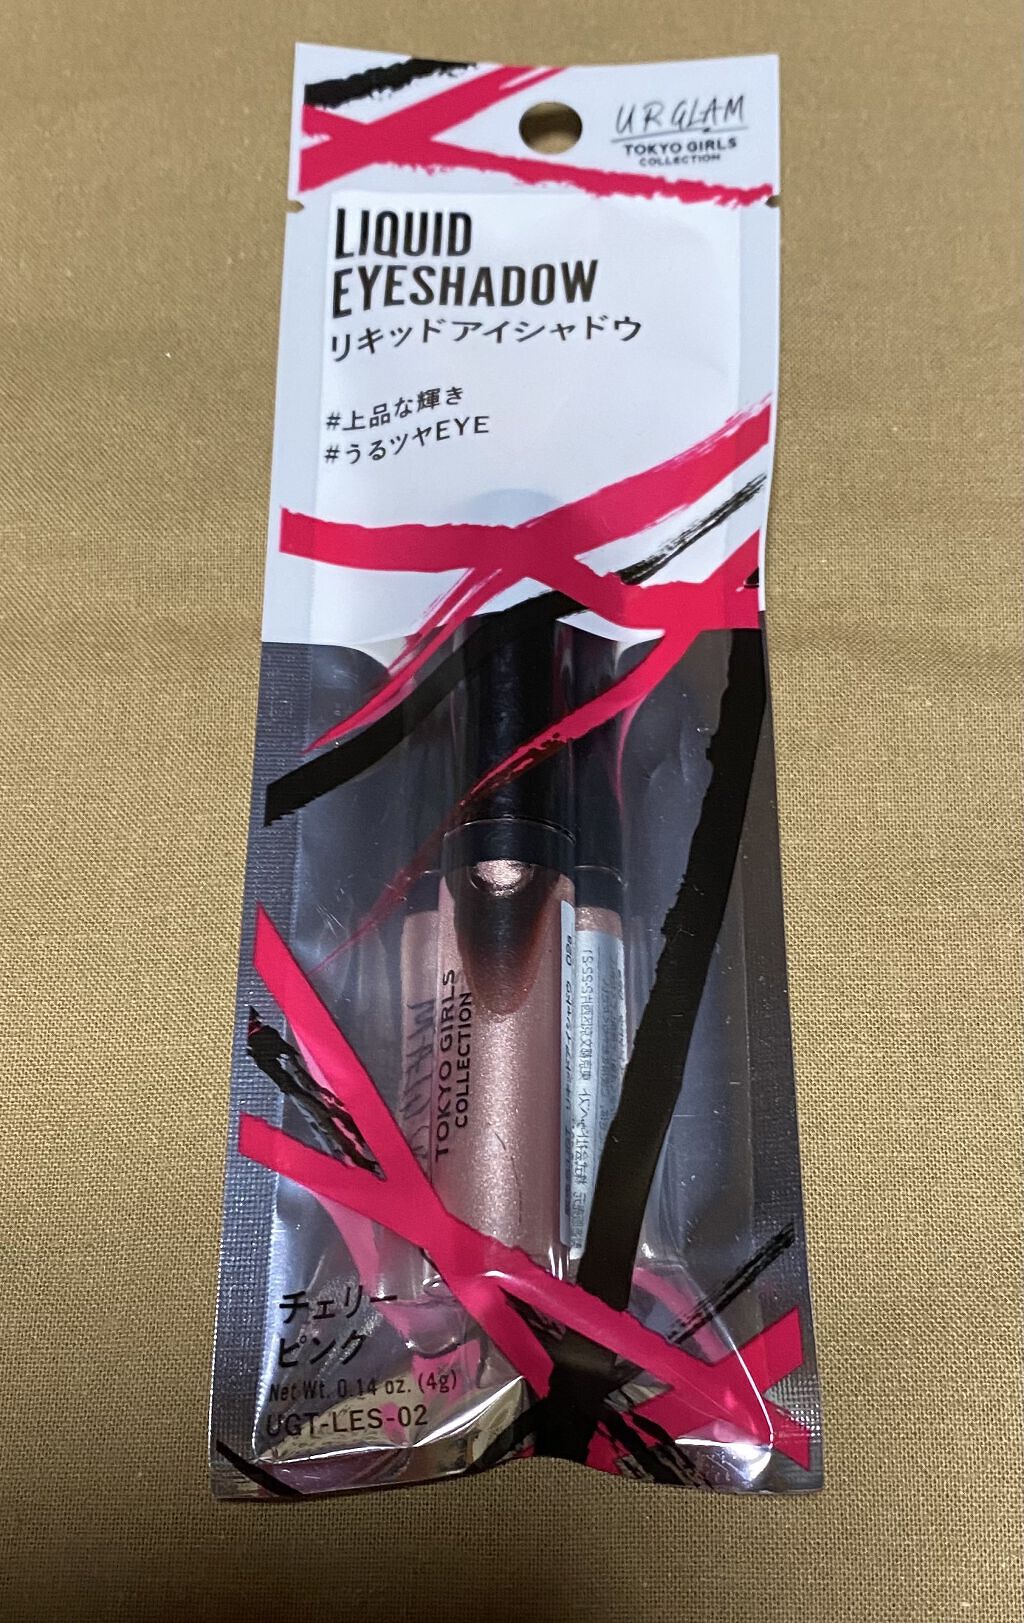 URGLAM
TOKYO GIRLS
COLLECTION
LIQUID
EYESHADOW
リキッドアイシャドウ
#上品な輝き
#うるツヤEYE
TOKYO GIRLS
COLLECTION
チェリー
ピンク
Net Wt. 0.14 oz. (4g)
UGT-LES-02